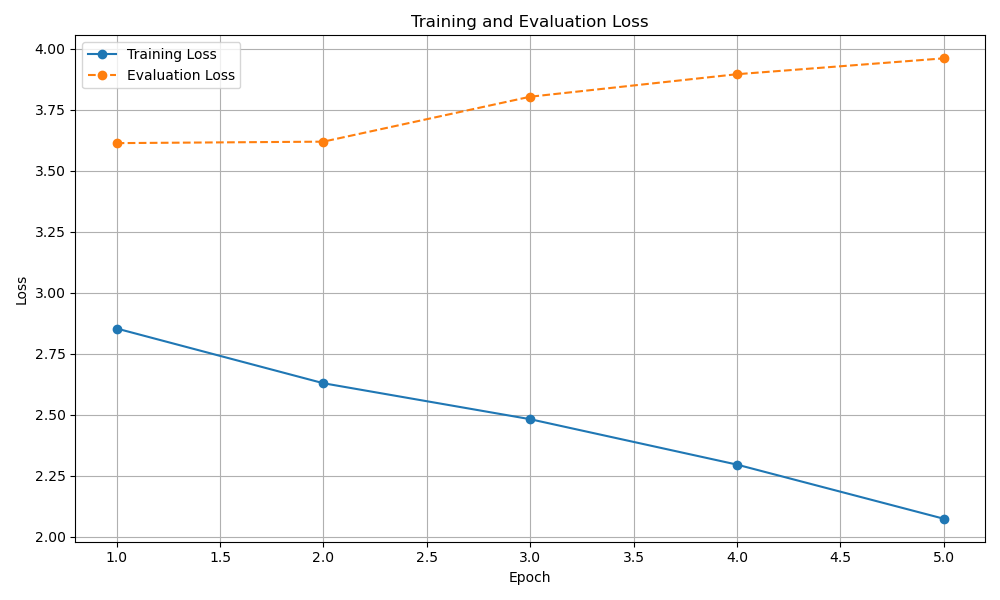 Training and Evaluation Loss
Training Loss
Evaluation Loss
4.00
3.75
3.50
3.25
3.00
2.75
2.50
2.25
2.00
Loss
1.0 1.5 2.0 2.5 3.0 3.5 4.0 4.5 5.0
Epoch